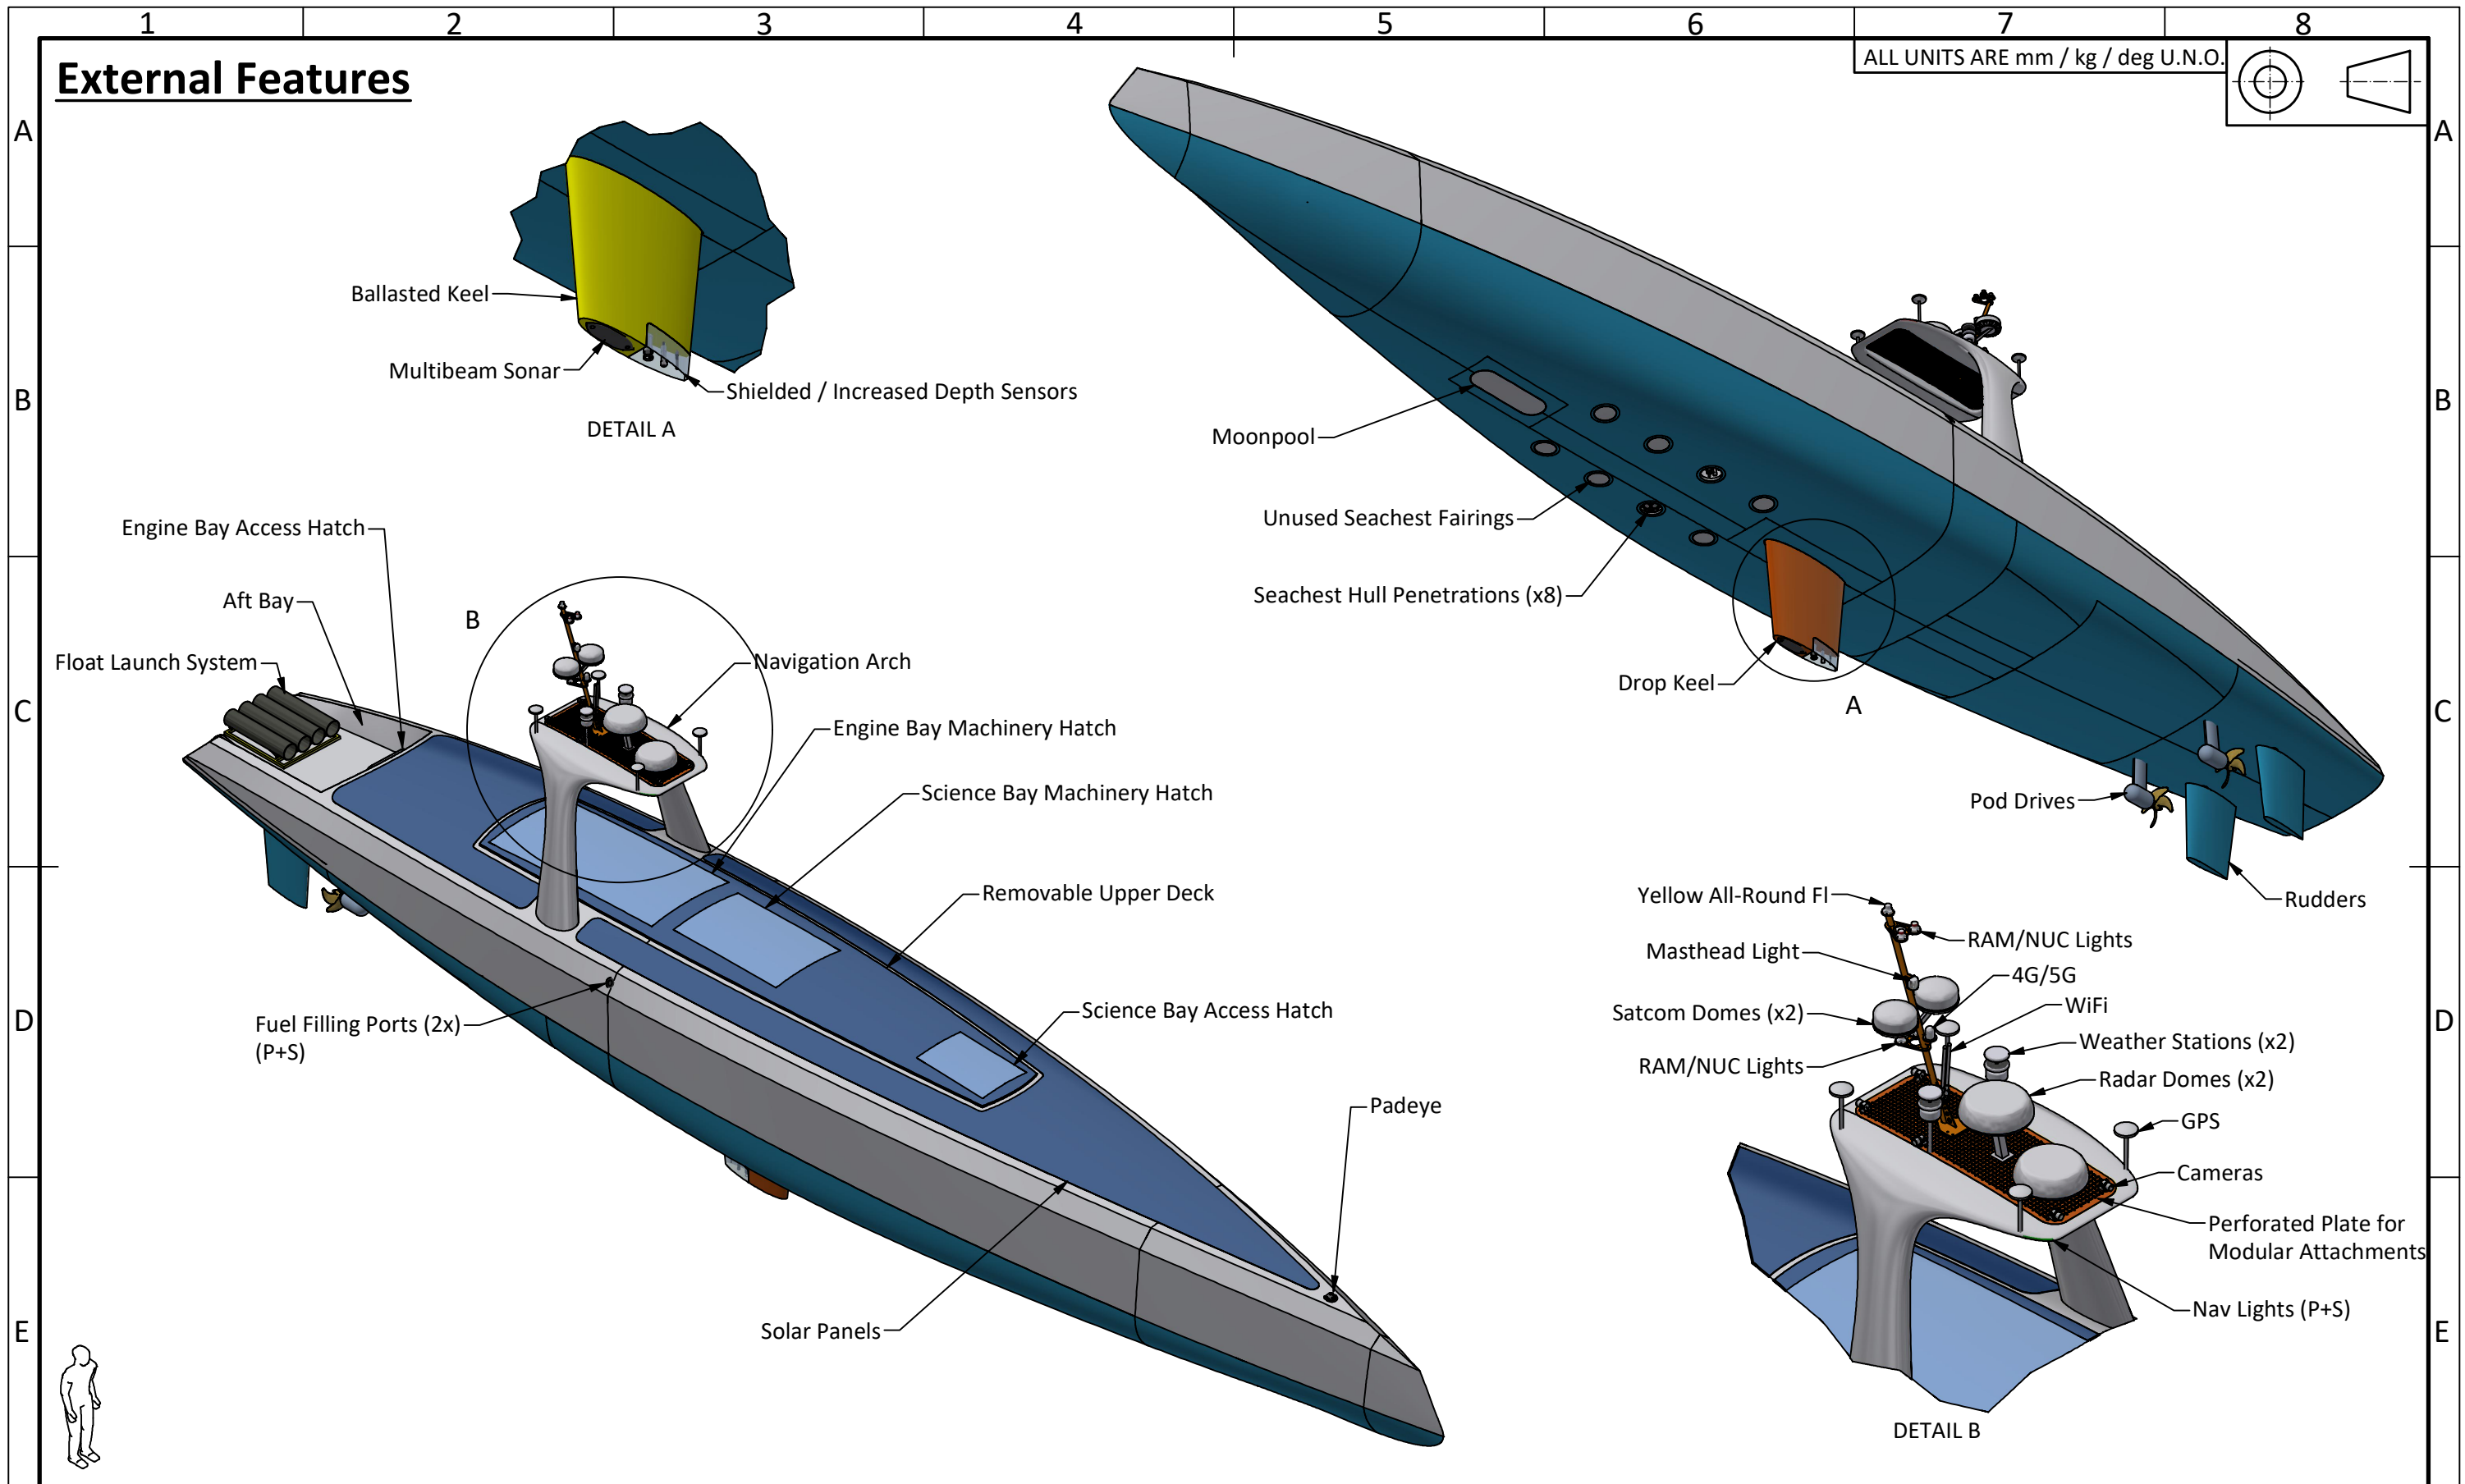 1 2 3 4 5 6 7 8
External Features
ALL UNITS ARE mm / kg / deg U.N.O.
A A
Ballasted Keel
Multibeam Sonar
Shielded / Increased Depth Sensors
DETAIL A
B B
Moonpool
Unused Seachest Fairings
Seachest Hull Penetrations (x8)
Drop Keel
A
Pod Drives
Rudders
Engine Bay Access Hatch
Aft Bay
Float Launch System
B
Navigation Arch
C C
Engine Bay Machinery Hatch
Science Bay Machinery Hatch
Removable Upper Deck
Science Bay Access Hatch
Fuel Filling Ports (2x)
(P+S)
Padeye
Solar Panels
D D
Yellow All-Round Fl
RAM/NUC Lights
Masthead Light
4G/5G
Satcom Domes (x2)
WiFi
Weather Stations (x2)
RAM/NUC Lights
Radar Domes (x2)
GPS
Cameras
Perforated Plate for
Modular Attachments
Nav Lights (P+S)
E E
DETAIL B